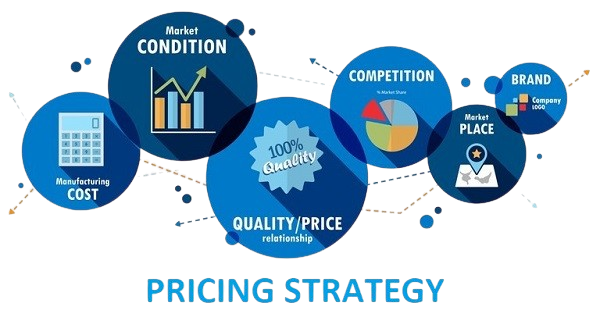 Manufacturing
COST
Market
CONDITION
100%
Quality
QUALITY/PRICE
relationship
COMPETITION
% Market Share
Market
PLACE
BRAND
Company
LOGO
PRICING STRATEGY